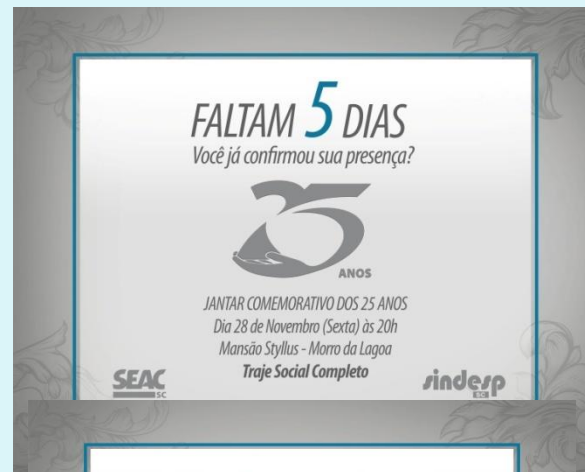 FALTAM 5 DIAS
Você já confirmou sua presença?
25
ANOS
JANTAR COMEMORATIVO DOS 25 ANOS
Dia 28 de Novembro (Sexta) às 20h
Mansão Styllus - Morro da Lagoa
Traje Social Completo
SEAC
SC
sindesp
SC